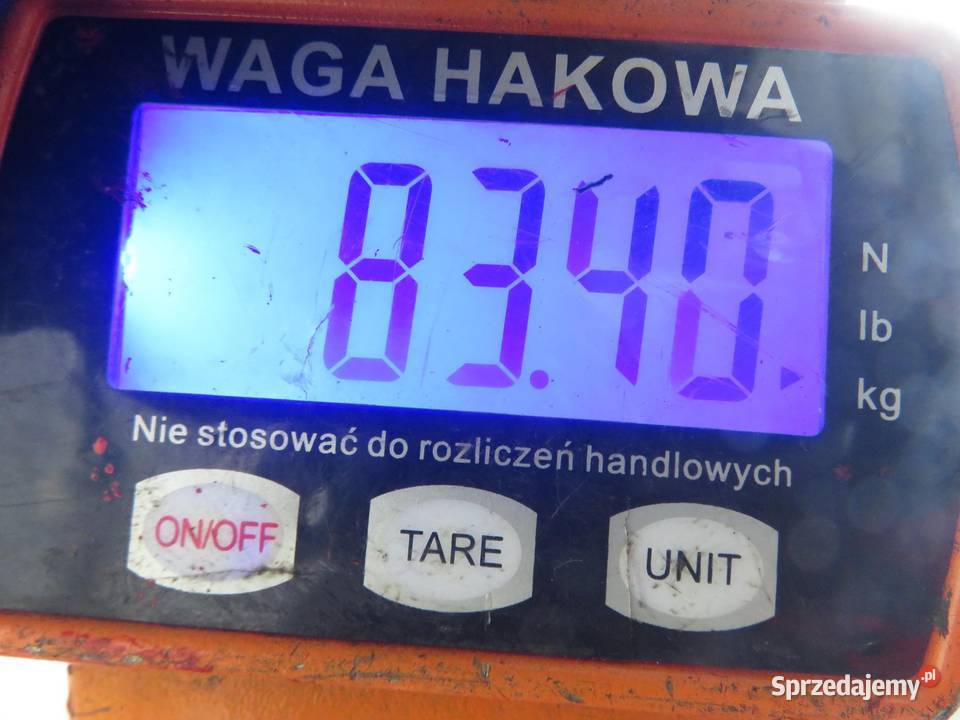 WAGA HAKOWA
83.40
N
lb
kg
Nie stosować do rozliczeń handlowych
ON/OFF
TARE
UNIT
Sprzedajemy.pl